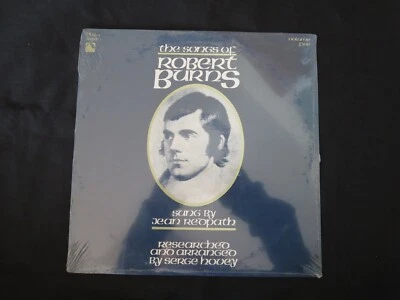 the songs of
ROBERT
BURNS
sung by
jean redpath
researched
and arranged
by serge hovey